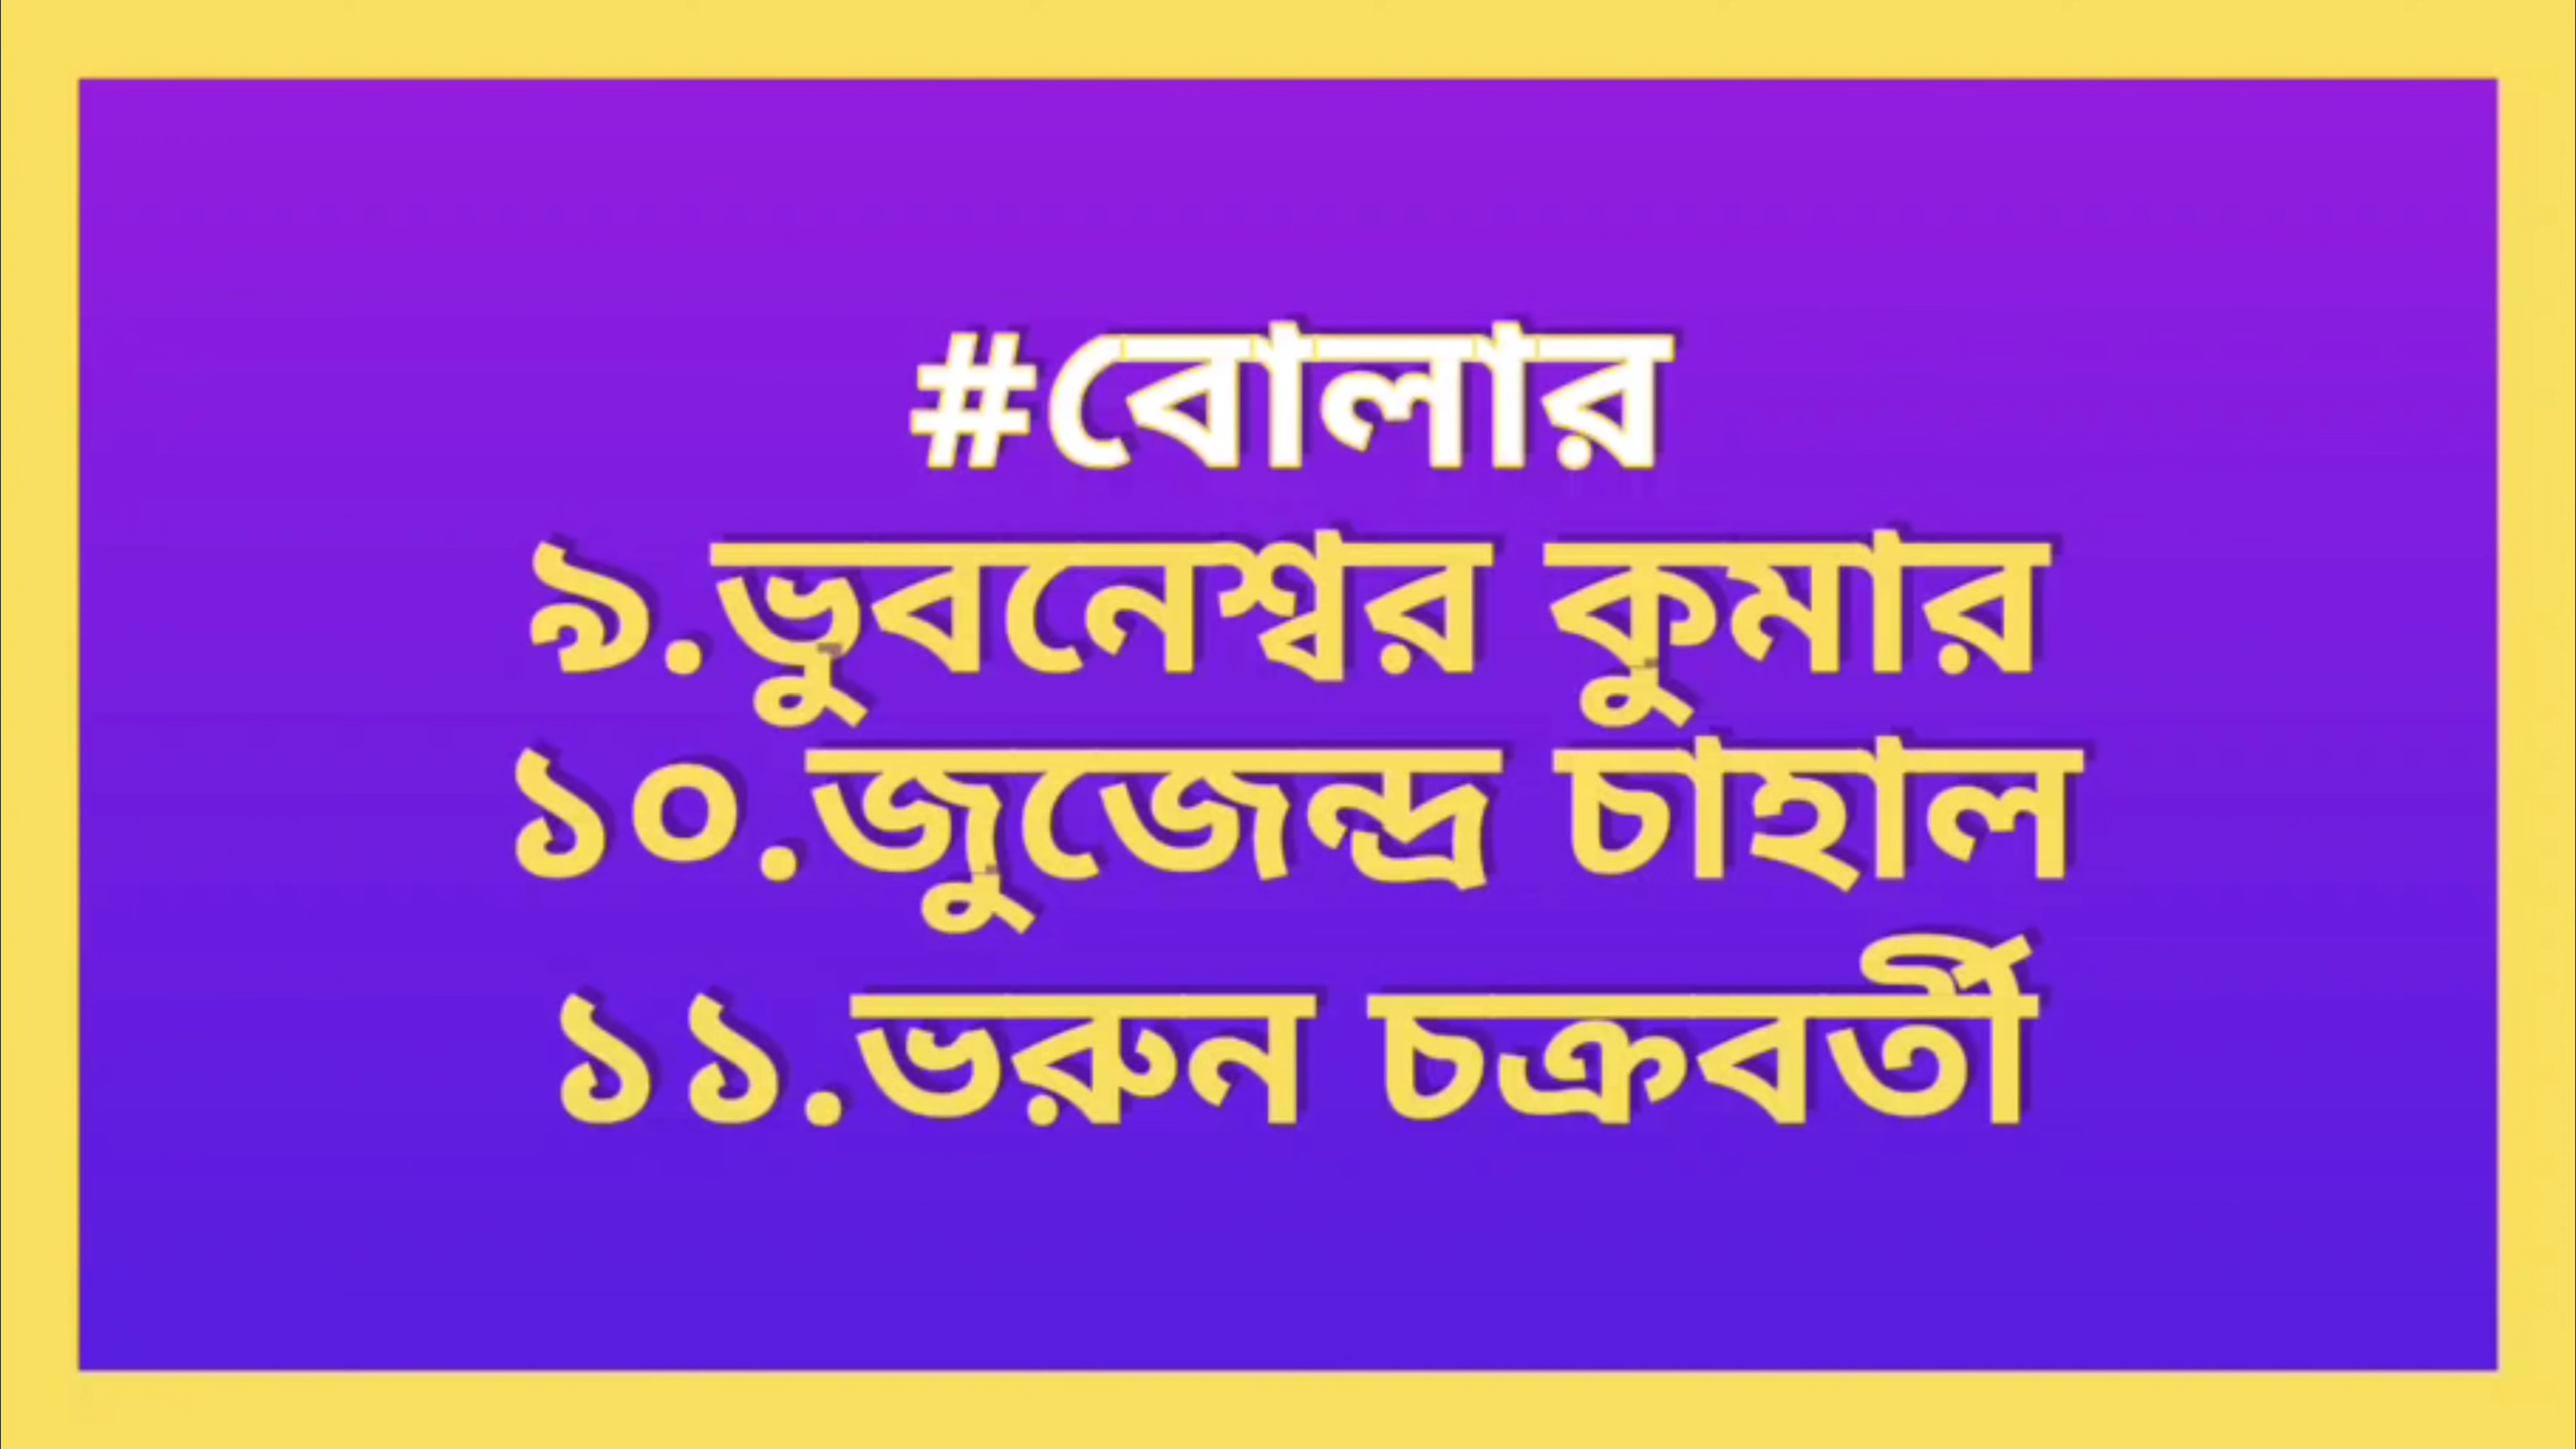 #বোলার
৯.ভুবনেশ্বর কুমার
১০.জুজেন্দ্র চাহাল
১১.ভরুন চক্রবর্তী